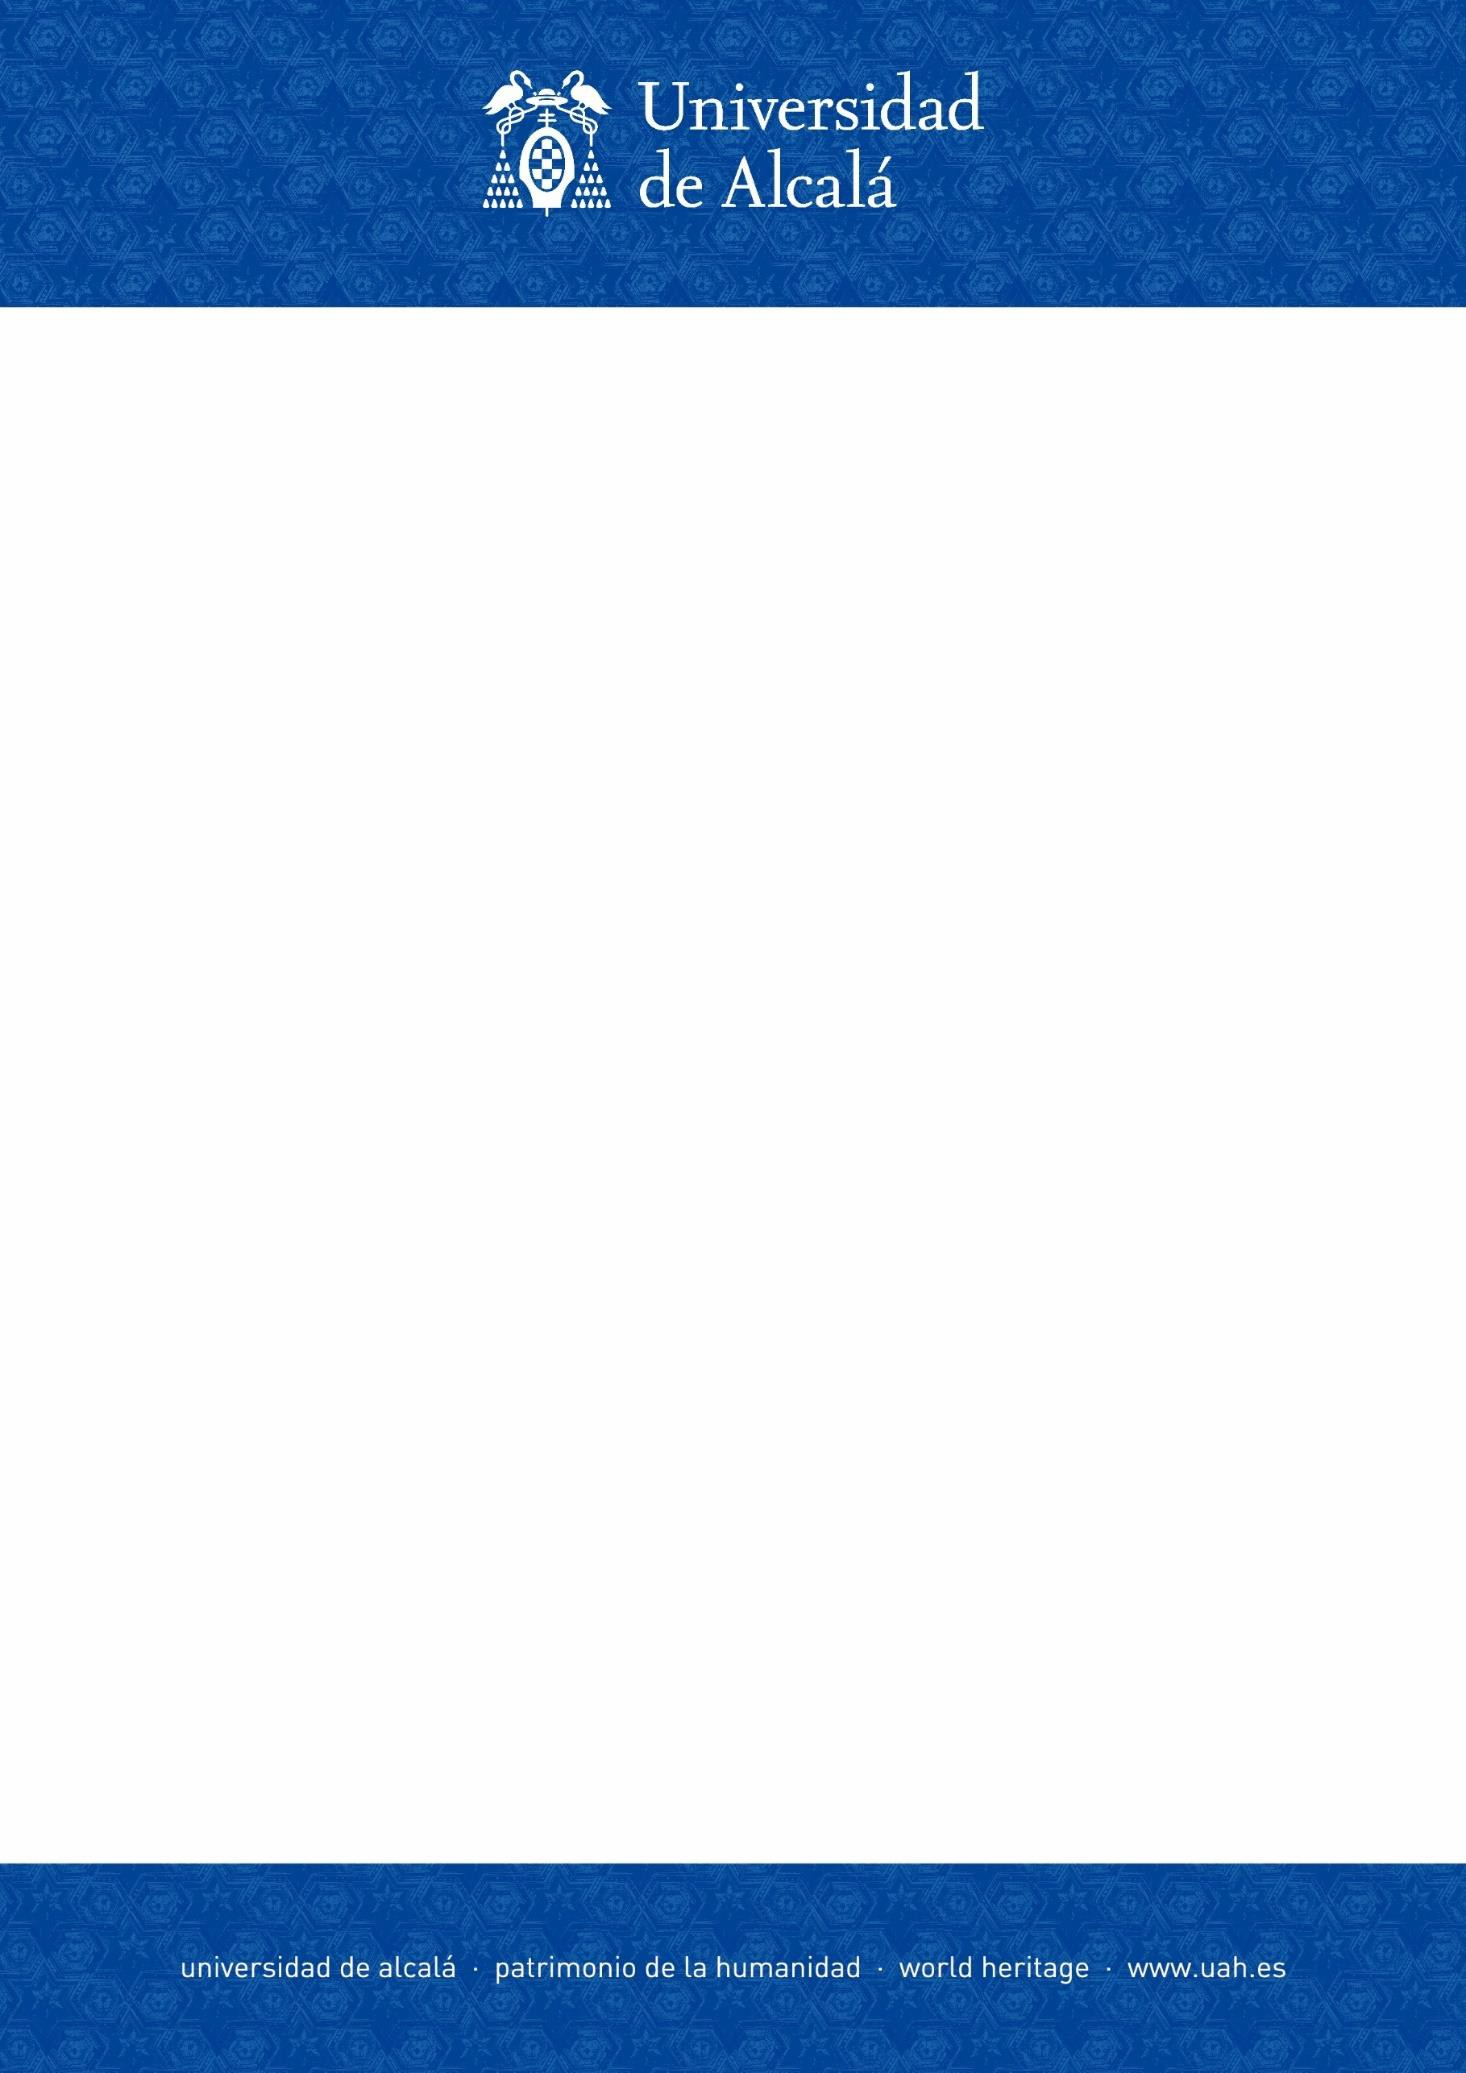 Universidad
de Alcalá
universidad de alcalá · patrimonio de la humanidad · world heritage · www.uah.es